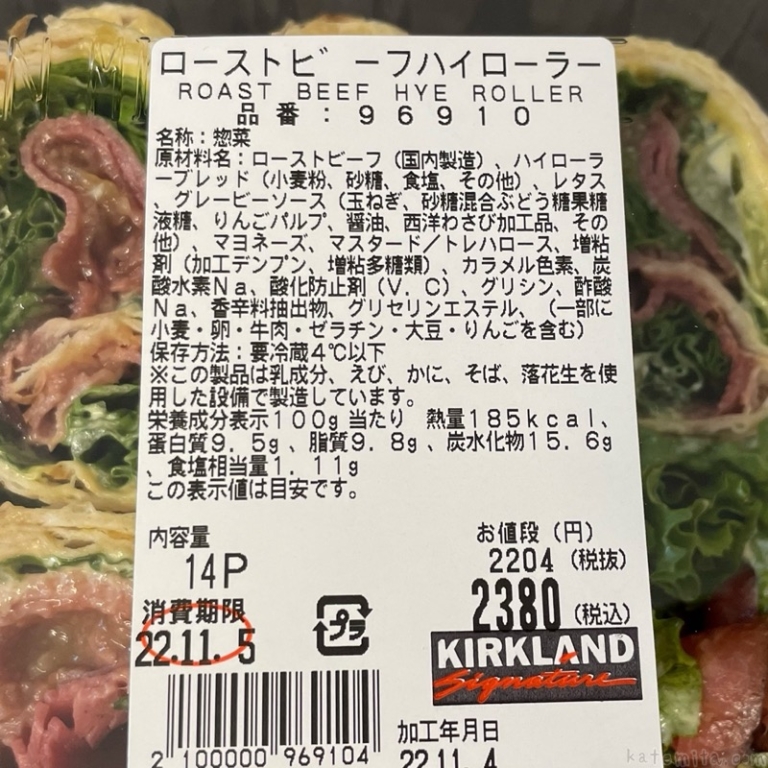 ローストビーフハイローラー
ROAST BEEF HYE ROLLER
品番:96910
名称:惣菜
原材料名:ローストビーフ(国内製造)、ハイローラ
ーブレッド(小麦粉、砂糖、食塩、その他)、レタス
、グレービーソース(玉ねぎ、砂糖混合ぶどう糖果糖
液糖、りんごパルプ、醤油、西洋わさび加工品、その
他)、マヨネーズ、マスタード/トレハロース、増粘
剤(加工デンプン、増粘多糖類)、カラメル色素、炭
酸水素Na、酸化防止剤(V.C)、グリシン、酢酸
Na、香辛料抽出物、グリセリンエステル、(一部に
小麦・卵・牛肉・ゼラチン・大豆・りんごを含む)
保存方法:要冷蔵4℃以下
※この製品は乳成分、えび、かに、そば、落花生を使
用した設備で製造しています。
栄養成分表示100g当たり 熱量185kcal、
蛋白質9.5g、脂質9.8g、炭水化物15.6g
、食塩相当量1.11g
この表示値は目安です。
内容量
14P
お値段(円)
2204(税抜)
2380(税込)
消費期限
22.11.5
プラ
KIRKLAND
Signature
2 100000 969104
加工年月日
22.11.4
katemita.com